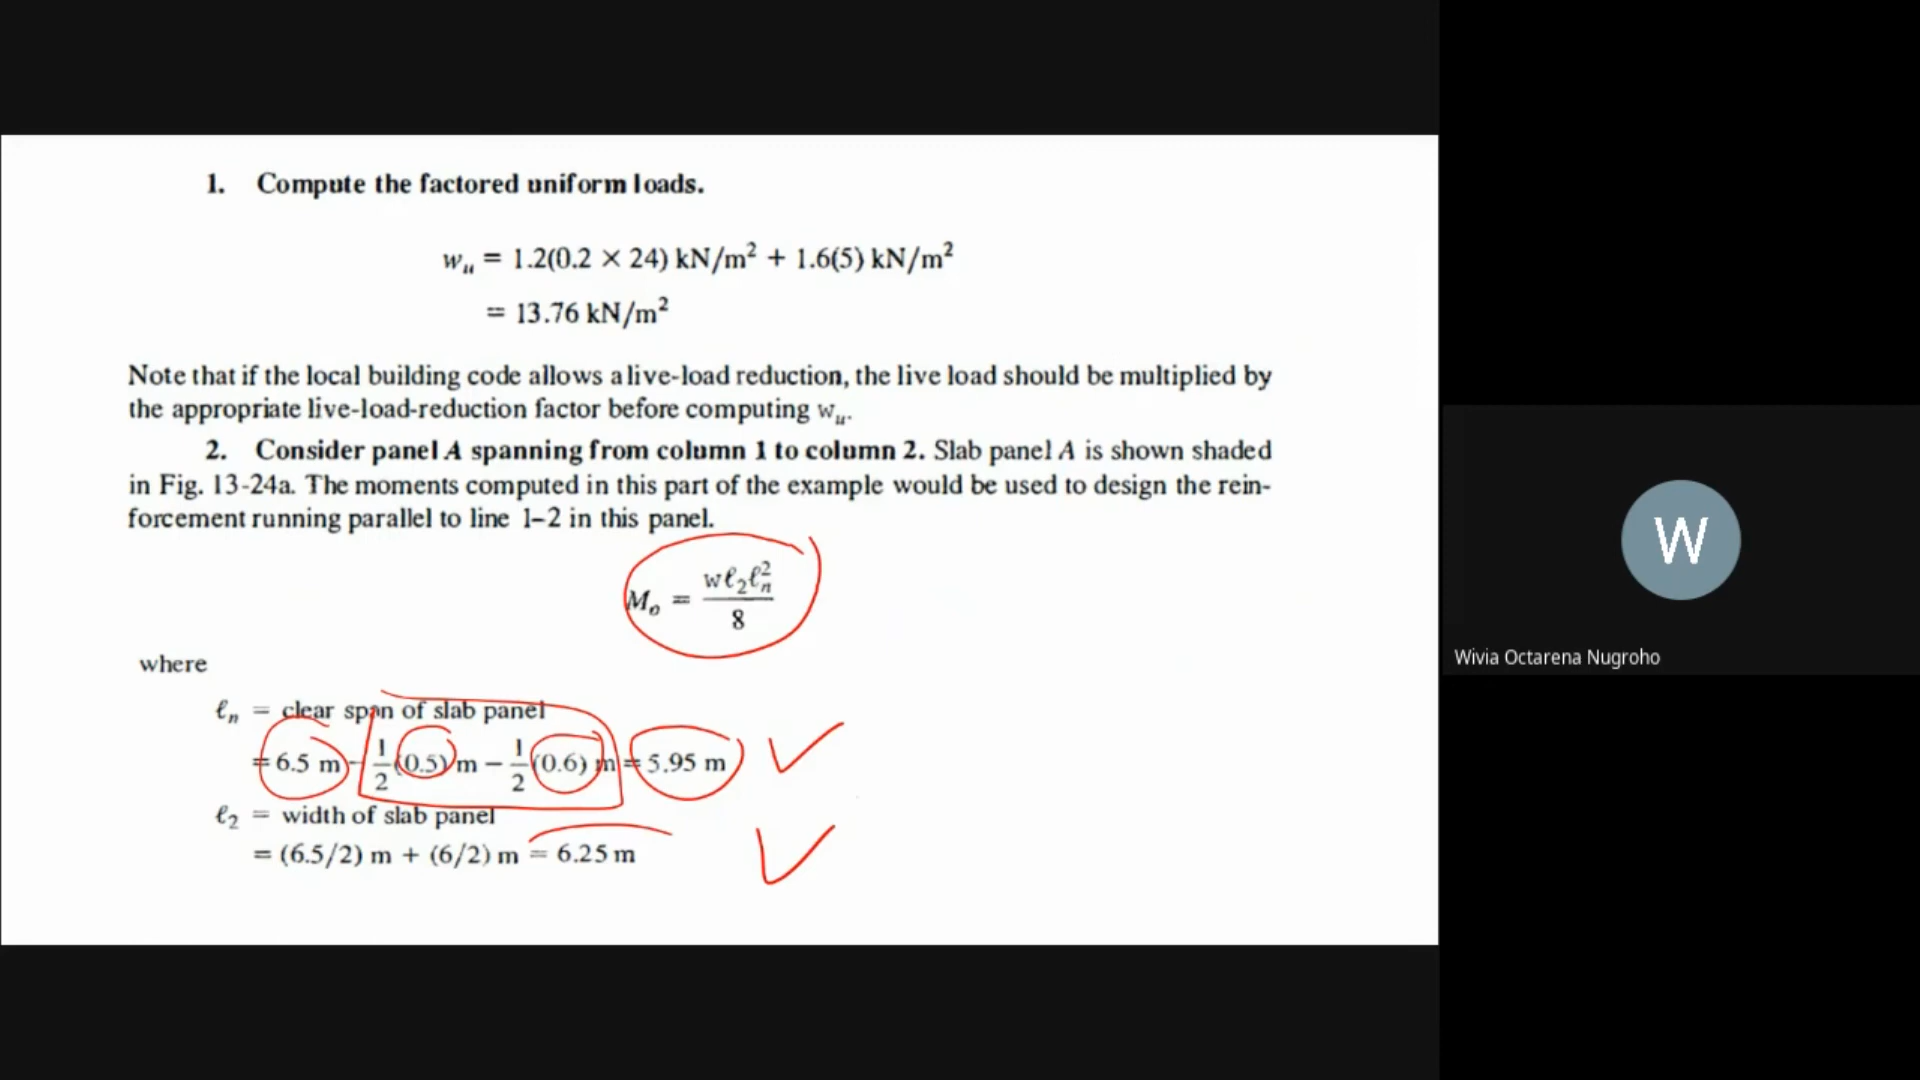 1. Compute the factored uniform loads.
wᵤ = 1.2(0.2 × 24) kN/m² + 1.6(5) kN/m²
= 13.76 kN/m²
Note that if the local building code allows a live-load reduction, the live load should be multiplied by
the appropriate live-load-reduction factor before computing wᵤ.
2. Consider panel A spanning from column 1 to column 2. Slab panel A is shown shaded
in Fig. 13-24a. The moments computed in this part of the example would be used to design the rein-
forcement running parallel to line 1–2 in this panel.
Mₒ = wℓ₂ℓₙ²/8
where
ℓₙ = clear span of slab panel
= 6.5 m − 1/2(0.5) m − 1/2(0.6) m = 5.95 m
ℓ₂ = width of slab panel
= (6.5/2) m + (6/2) m = 6.25 m
W
Wivia Octarena Nugroho